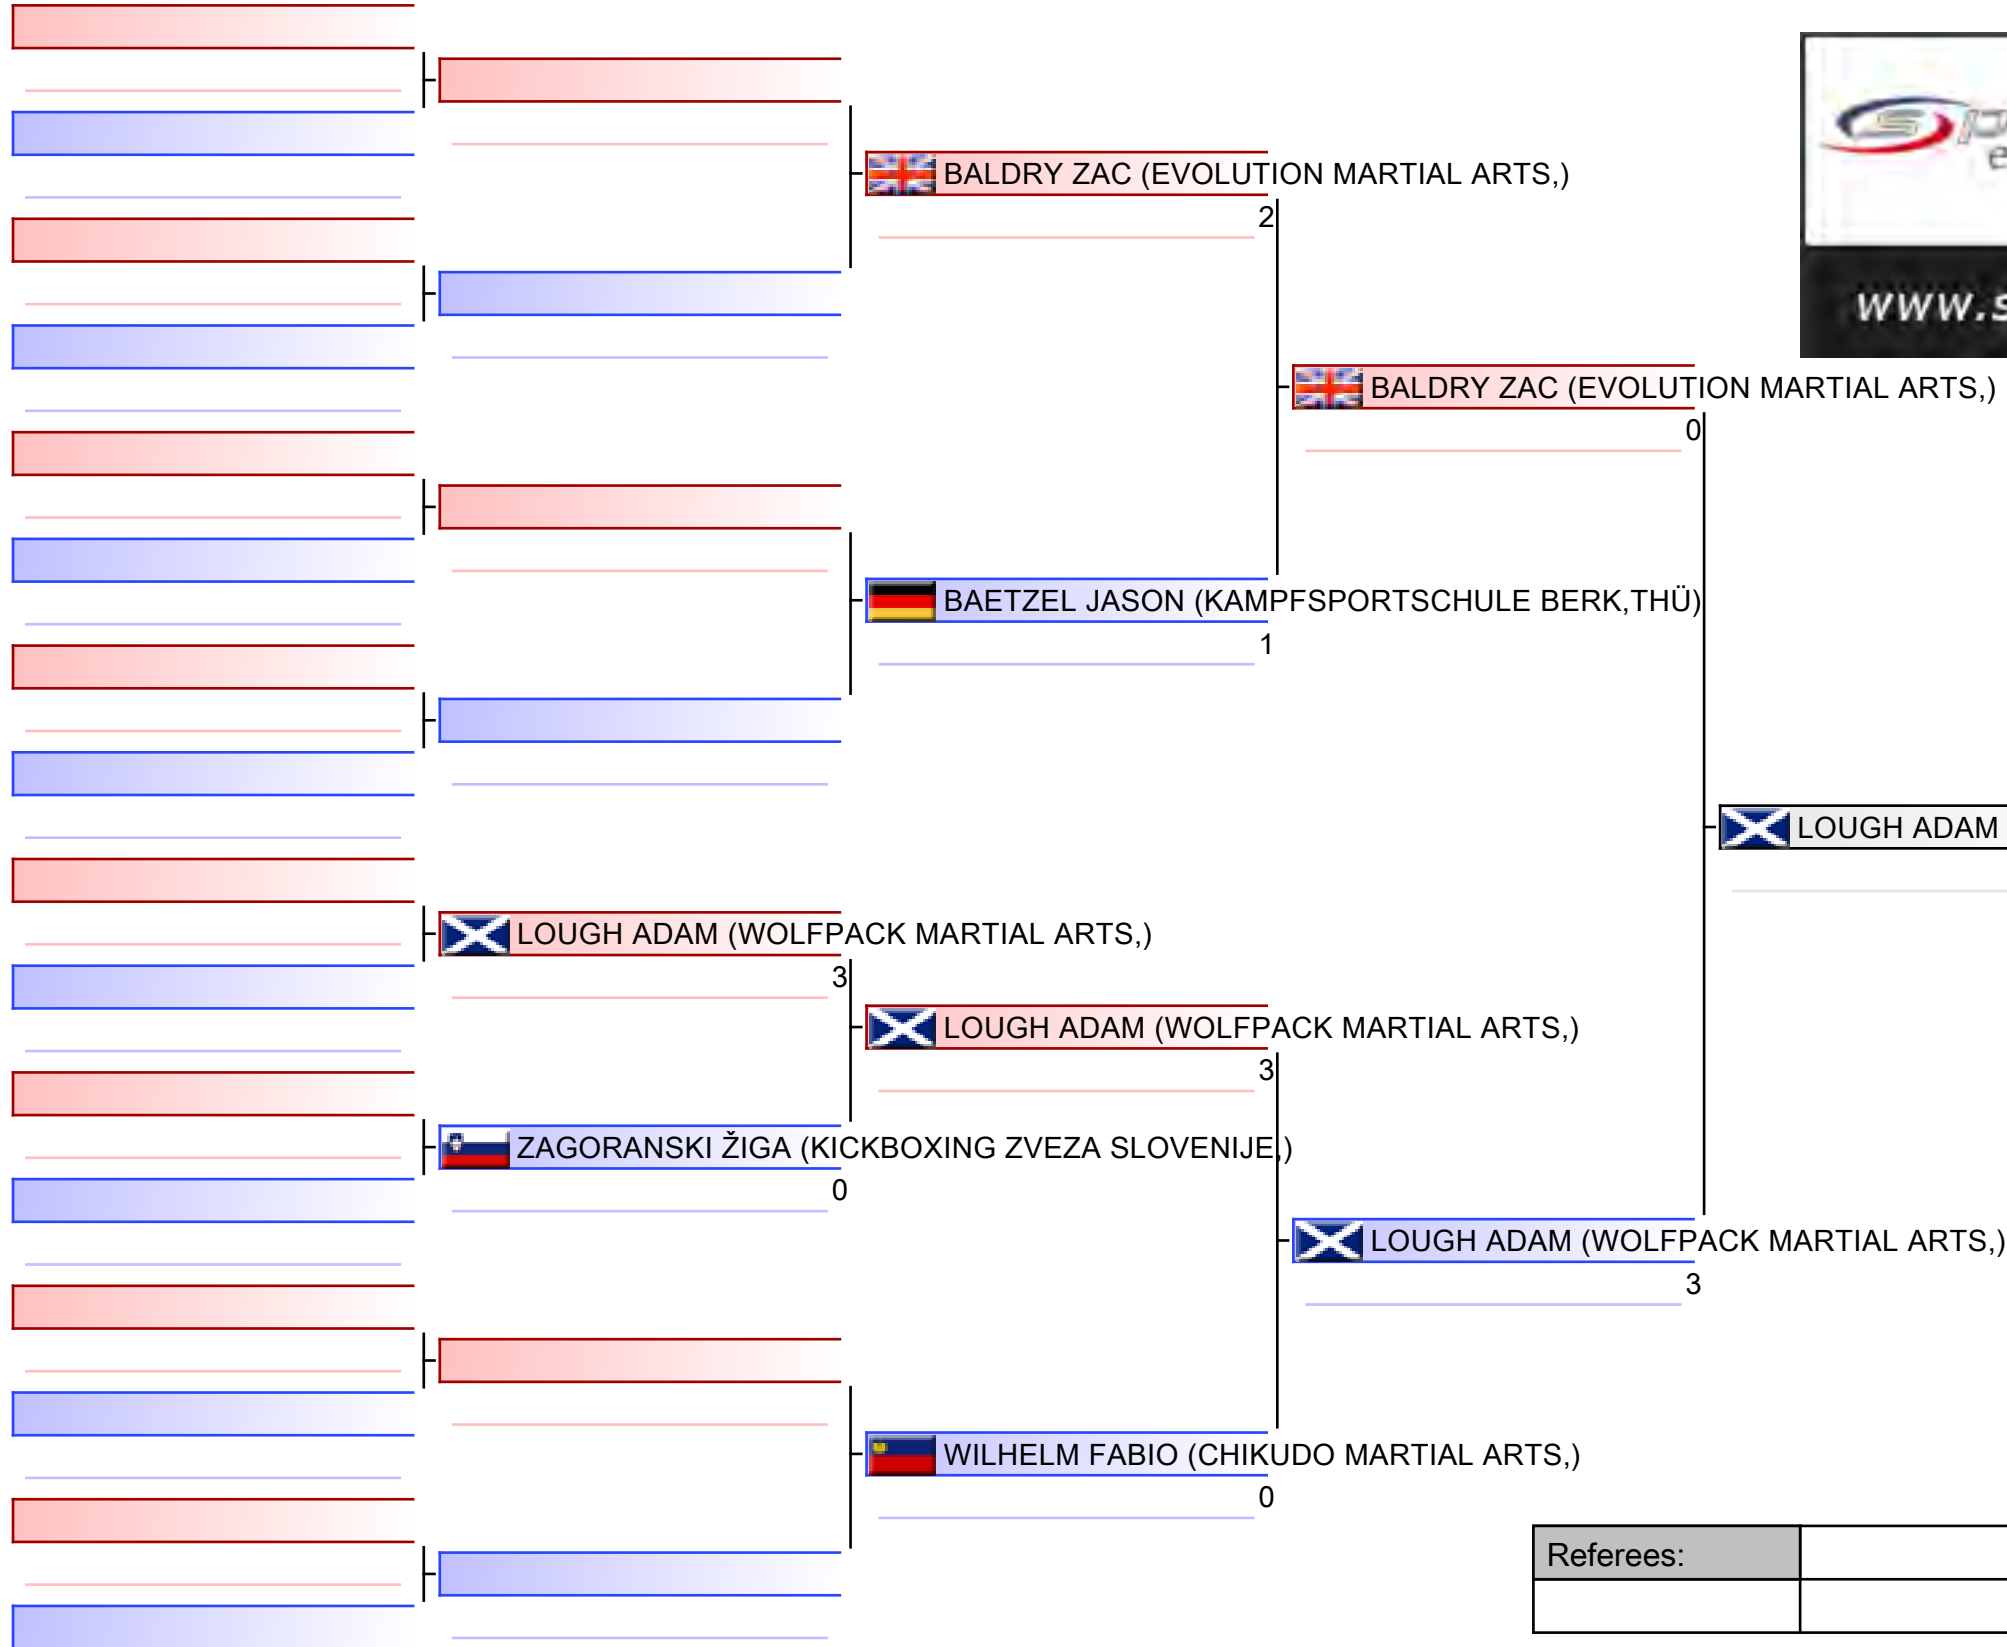 BALDRY ZAC (EVOLUTION MARTIAL ARTS,)
2
www.s
BALDRY ZAC (EVOLUTION MARTIAL ARTS,)
0
BAETZEL JASON (KAMPFSPORTSCHULE BERK,THÜ)
1
LOUGH ADAM
LOUGH ADAM (WOLFPACK MARTIAL ARTS,)
3
LOUGH ADAM (WOLFPACK MARTIAL ARTS,)
3
ZAGORANSKI ŽIGA (KICKBOXING ZVEZA SLOVENIJE,)
0
LOUGH ADAM (WOLFPACK MARTIAL ARTS,)
3
WILHELM FABIO (CHIKUDO MARTIAL ARTS,)
0
Referees: